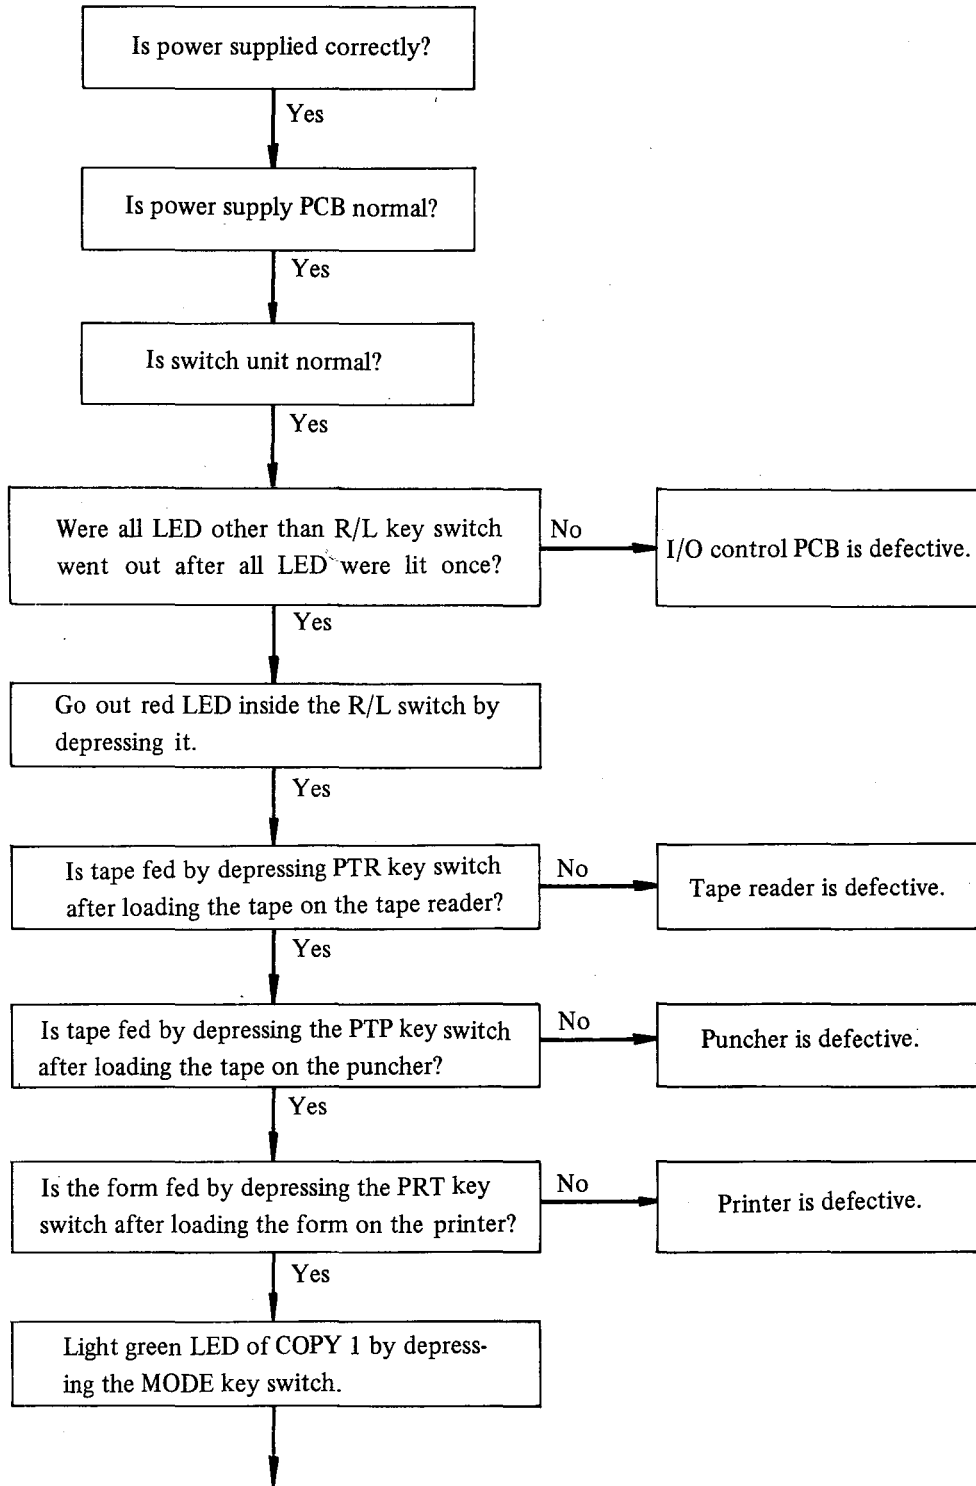 Is power supplied correctly?
Yes
Is power supply PCB normal?
Yes
Is switch unit normal?
Yes
Were all LED other than R/L key switch
went out after all LED were lit once?
No
I/O control PCB is defective.
Yes
Go out red LED inside the R/L switch by
depressing it.
Yes
Is tape fed by depressing PTR key switch
after loading the tape on the tape reader?
No
Tape reader is defective.
Yes
Is tape fed by depressing the PTP key switch
after loading the tape on the puncher?
No
Puncher is defective.
Yes
Is the form fed by depressing the PRT key
switch after loading the form on the printer?
No
Printer is defective.
Yes
Light green LED of COPY 1 by depress-
ing the MODE key switch.